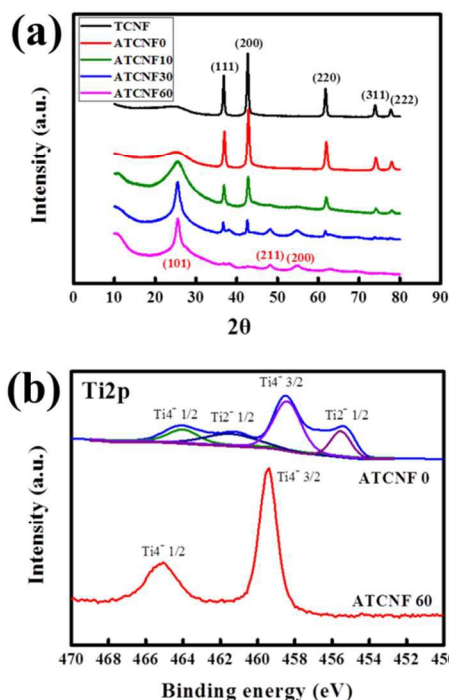 (a)
TCNF
ATCNF0
ATCNF10
ATCNF30
ATCNF60
(111)
(200)
(220)
(311)
(222)
(101)
(211)
(200)
Intensity (a.u.)
0 10 20 30 40 50 60 70 80 90
2θ
(b)
Ti2p
Ti4⁻ 1/2
Ti2⁻ 1/2
Ti4⁻ 3/2
Ti2⁻ 1/2
ATCNF 0
Ti4⁻ 3/2
Ti4⁻ 1/2
ATCNF 60
Intensity (a.u.)
470 466 464 462 460 458 456 454 452 450
Binding energy (eV)